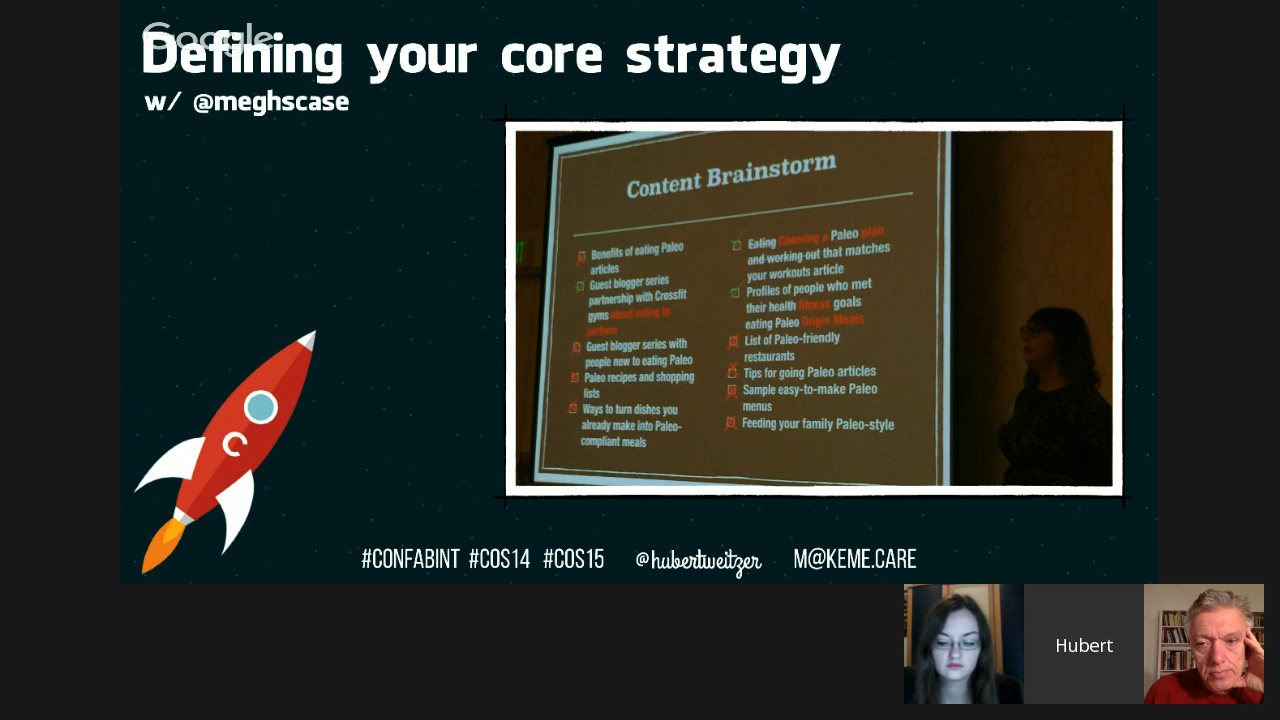 Google
Defining your core strategy
w/ @meghscase
Content Brainstorm
Benefits of eating Paleo
articles
Guest blogger series
partnership with Crossfit
gyms about eating to
perform
Guest blogger series with
people new to eating Paleo
Paleo recipes and shopping
lists
Ways to turn dishes you
already make into Paleo-
compliant meals
Eating Choosing a Paleo plan
and working out that matches
your workouts article
Profiles of people who met
their health fitness goals
eating Paleo Origin Meals
List of Paleo-friendly
restaurants
Tips for going Paleo articles
Sample easy-to-make Paleo
menus
Feeding your family Paleo-style
C
#CONFABINT #COS14 #COS15 @hubertweitzer M@KEME.CARE
Hubert